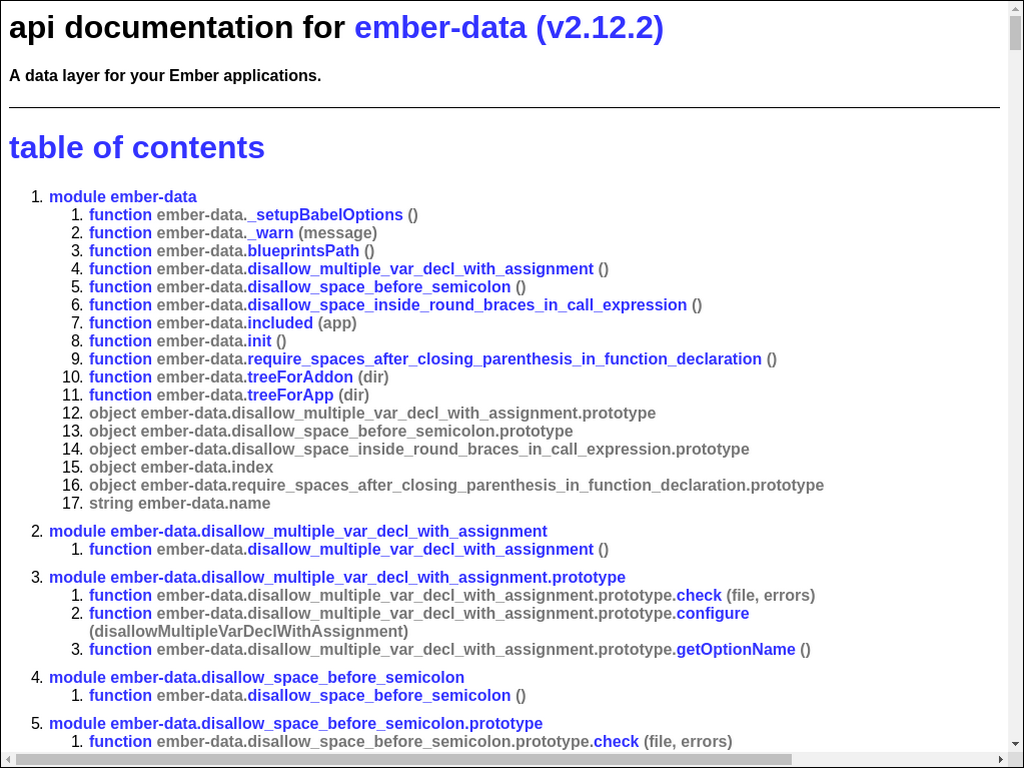 api documentation for ember-data (v2.12.2)
A data layer for your Ember applications.
table of contents
1. module ember-data
1. function ember-data._setupBabelOptions ()
2. function ember-data._warn (message)
3. function ember-data.blueprintsPath ()
4. function ember-data.disallow_multiple_var_decl_with_assignment ()
5. function ember-data.disallow_space_before_semicolon ()
6. function ember-data.disallow_space_inside_round_braces_in_call_expression ()
7. function ember-data.included (app)
8. function ember-data.init ()
9. function ember-data.require_spaces_after_closing_parenthesis_in_function_declaration ()
10. function ember-data.treeForAddon (dir)
11. function ember-data.treeForApp (dir)
12. object ember-data.disallow_multiple_var_decl_with_assignment.prototype
13. object ember-data.disallow_space_before_semicolon.prototype
14. object ember-data.disallow_space_inside_round_braces_in_call_expression.prototype
15. object ember-data.index
16. object ember-data.require_spaces_after_closing_parenthesis_in_function_declaration.prototype
17. string ember-data.name
2. module ember-data.disallow_multiple_var_decl_with_assignment
1. function ember-data.disallow_multiple_var_decl_with_assignment ()
3. module ember-data.disallow_multiple_var_decl_with_assignment.prototype
1. function ember-data.disallow_multiple_var_decl_with_assignment.prototype.check (file, errors)
2. function ember-data.disallow_multiple_var_decl_with_assignment.prototype.configure
(disallowMultipleVarDeclWithAssignment)
3. function ember-data.disallow_multiple_var_decl_with_assignment.prototype.getOptionName ()
4. module ember-data.disallow_space_before_semicolon
1. function ember-data.disallow_space_before_semicolon ()
5. module ember-data.disallow_space_before_semicolon.prototype
1. function ember-data.disallow_space_before_semicolon.prototype.check (file, errors)